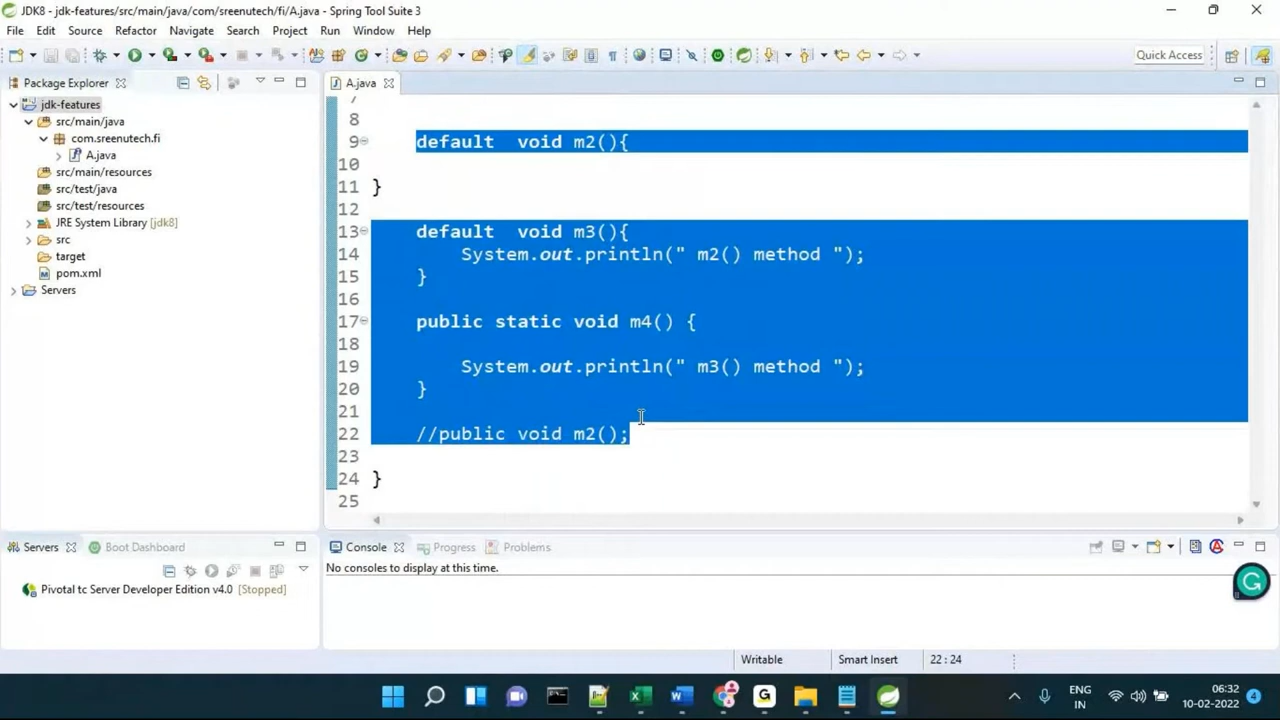 JDK8 - jdk-features/src/main/java/com/sreenutech/fi/A.java - Spring Tool Suite 3
File Edit Source Refactor Navigate Search Project Run Window Help
Quick Access
Package Explorer
A.java
jdk-features
src/main/java
com.sreenutech.fi
A.java
src/main/resources
src/test/java
src/test/resources
JRE System Library [jdk8]
src
target
pom.xml
Servers
7
8
9 default void m2(){
10
11 }
12
13 default void m3(){
14 System.out.println(" m2() method ");
15 }
16
17 public static void m4() {
18
19 System.out.println(" m3() method ");
20 }
21
22 //public void m2();
23
24 }
25
Servers Boot Dashboard
Pivotal tc Server Developer Edition v4.0 [Stopped]
Console Progress Problems
No consoles to display at this time.
G
Writable Smart Insert 22 : 24
G
ENG
IN
06:32
10-02-2022
4